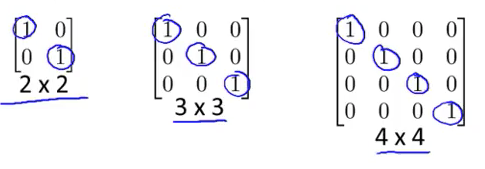 1 0
0 1
2 x 2
1 0 0
0 1 0
0 0 1
3 x 3
1 0 0 0
0 1 0 0
0 0 1 0
0 0 0 1
4 x 4